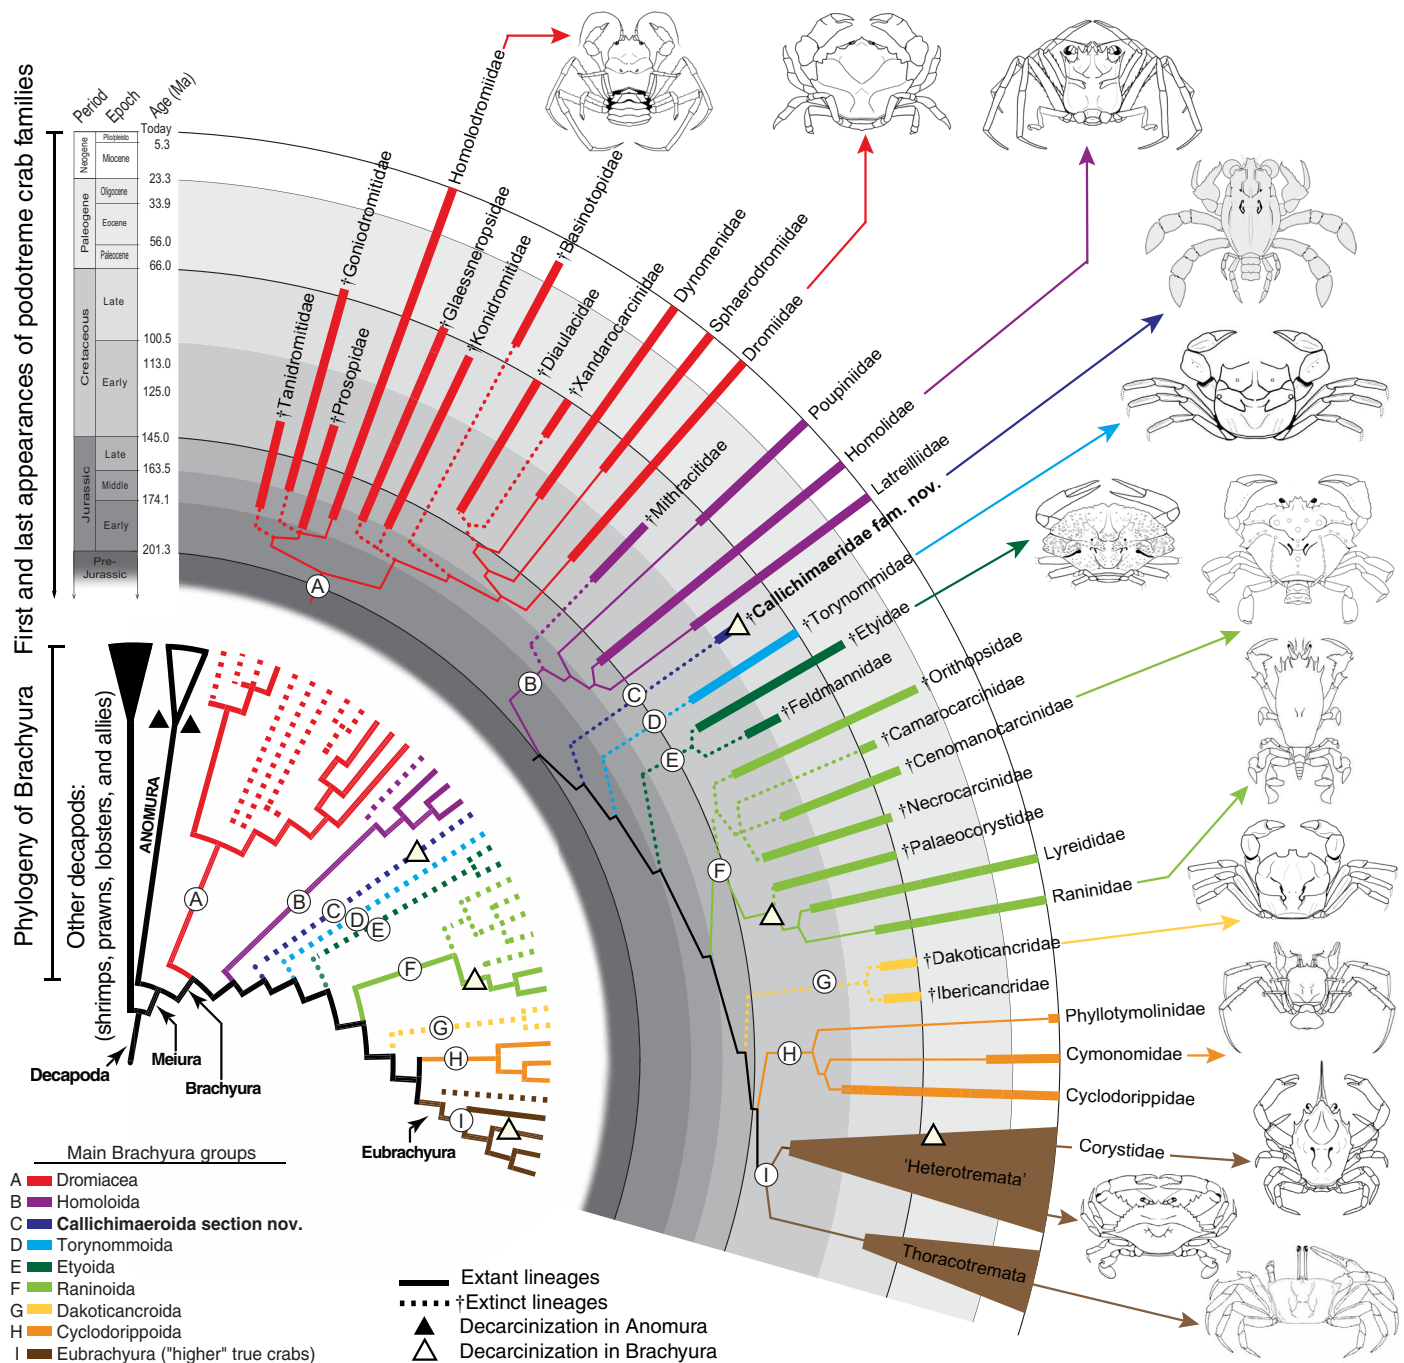 First and last appearances of podotreme crab families
Period
Epoch
Age (Ma)
Today
5.3
23.3
33.9
56.0
66.0
100.5
113.0
125.0
145.0
163.5
174.1
201.3
Neogene
Plio/pleisto
Miocene
Paleogene
Oligocene
Eocene
Paleocene
Cretaceous
Late
Early
Jurassic
Late
Middle
Early
Pre-
Jurassic
†Tanidromitidae
†Goniodromitidae
†Prosopidae
Homolodromiidae
†Glaessneropsidae
†Konidromitidae
†Basinotopidae
†Diaulacidae
†Xandarocarcinidae
Dynomenidae
Sphaerodromiidae
Dromiidae
†Mithracitidae
Poupiniidae
Homolidae
Latreilliidae
†Callichimaeridae fam. nov.
†Torynommidae
†Etyidae
†Feldmannidae
†Orithopsidae
†Camarocarcinidae
†Cenomanocarcinidae
†Necrocarcinidae
†Palaeocorystidae
Lyreididae
Raninidae
†Dakoticancridae
†Ibericancridae
Phyllotymolinidae
Cymonomidae
Cyclodorippidae
Corystidae
'Heterotremata'
Thoracotremata
A
B
C
D
E
F
G
H
I
Phylogeny of Brachyura
Other decapods:
(shrimps, prawns, lobsters, and allies)
ANOMURA
A
B
C
D
E
F
G
H
I
Decapoda
Meiura
Brachyura
Eubrachyura
Main Brachyura groups
A Dromiacea
B Homoloida
C Callichimaeroida section nov.
D Torynommoida
E Etyoida
F Raninoida
G Dakoticancroida
H Cyclodorippoida
I Eubrachyura ("higher" true crabs)
Extant lineages
†Extinct lineages
Decarcinization in Anomura
Decarcinization in Brachyura